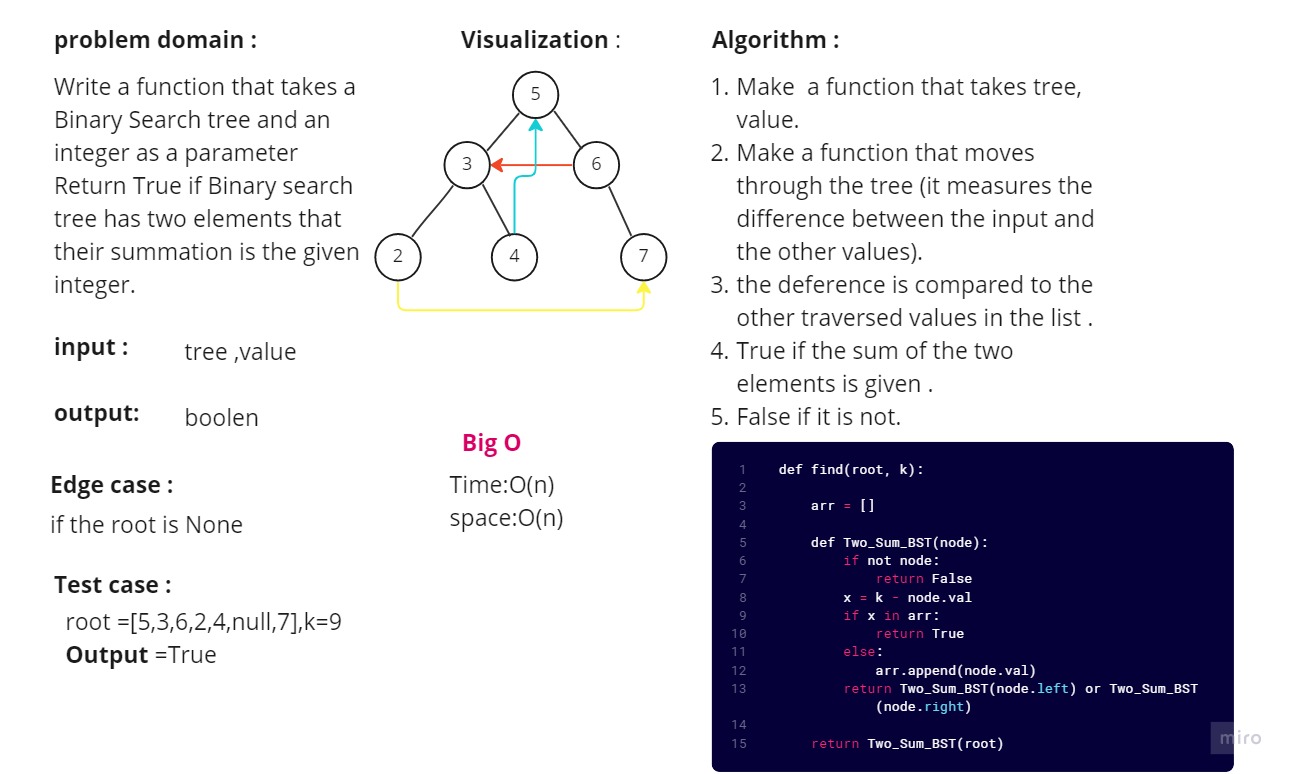 problem domain :
Write a function that takes a
Binary Search tree and an
integer as a parameter
Return True if Binary search
tree has two elements that
their summation is the given
integer.
input :
tree ,value
output:
boolen
Edge case :
if the root is None
Test case :
root =[5,3,6,2,4,null,7],k=9
Output =True
Visualization :
5
3
6
2
4
7
Big O
Time:O(n)
space:O(n)
Algorithm :
1. Make  a function that takes tree,
value.
2. Make a function that moves
through the tree (it measures the
difference between the input and
the other values).
3. the deference is compared to the
other traversed values in the list .
4. True if the sum of the two
elements is given .
5. False if it is not.
1    def find(root, k):
2
3        arr = []
4
5        def Two_Sum_BST(node):
6            if not node:
7                return False
8            x = k - node.val
9            if x in arr:
10                return True
11            else:
12                arr.append(node.val)
13            return Two_Sum_BST(node.left) or Two_Sum_BST
(node.right)
14
15        return Two_Sum_BST(root)
miro